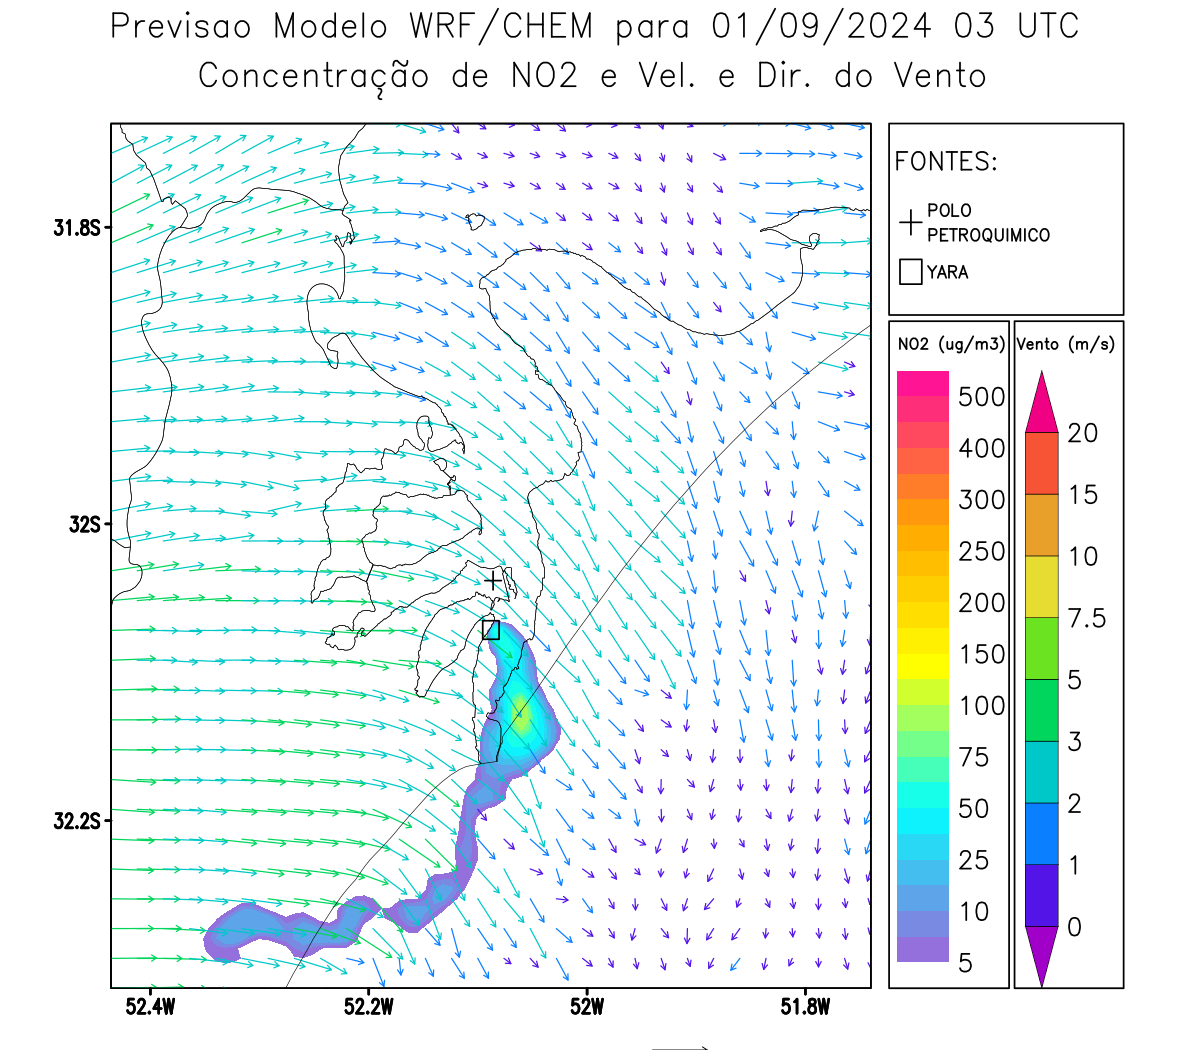 Previsao Modelo WRF/CHEM para 01/09/2024 03 UTC
Concentração de NO2 e Vel. e Dir. do Vento
FONTES:
POLO
PETROQUIMICO
YARA
NO2 (ug/m3)
500
400
300
250
200
150
100
75
50
25
10
5
Vento (m/s)
20
15
10
7.5
5
3
2
1
0
31.8S
32S
32.2S
52.4W
52.2W
52W
51.8W